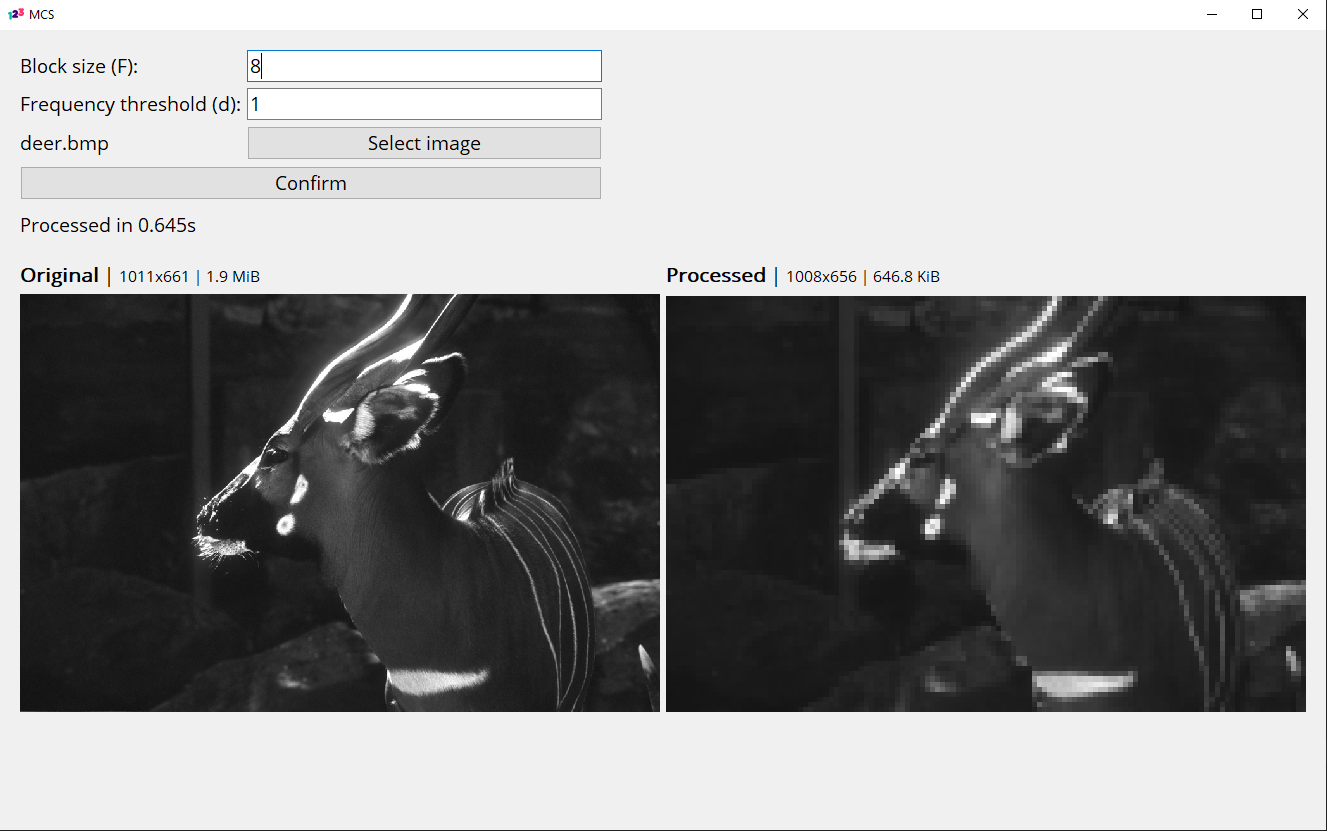 123 MCS
Block size (F): 8
Frequency threshold (d): 1
deer.bmp Select image
Confirm
Processed in 0.645s
Original | 1011x661 | 1.9 MiB
Processed | 1008x656 | 646.8 KiB